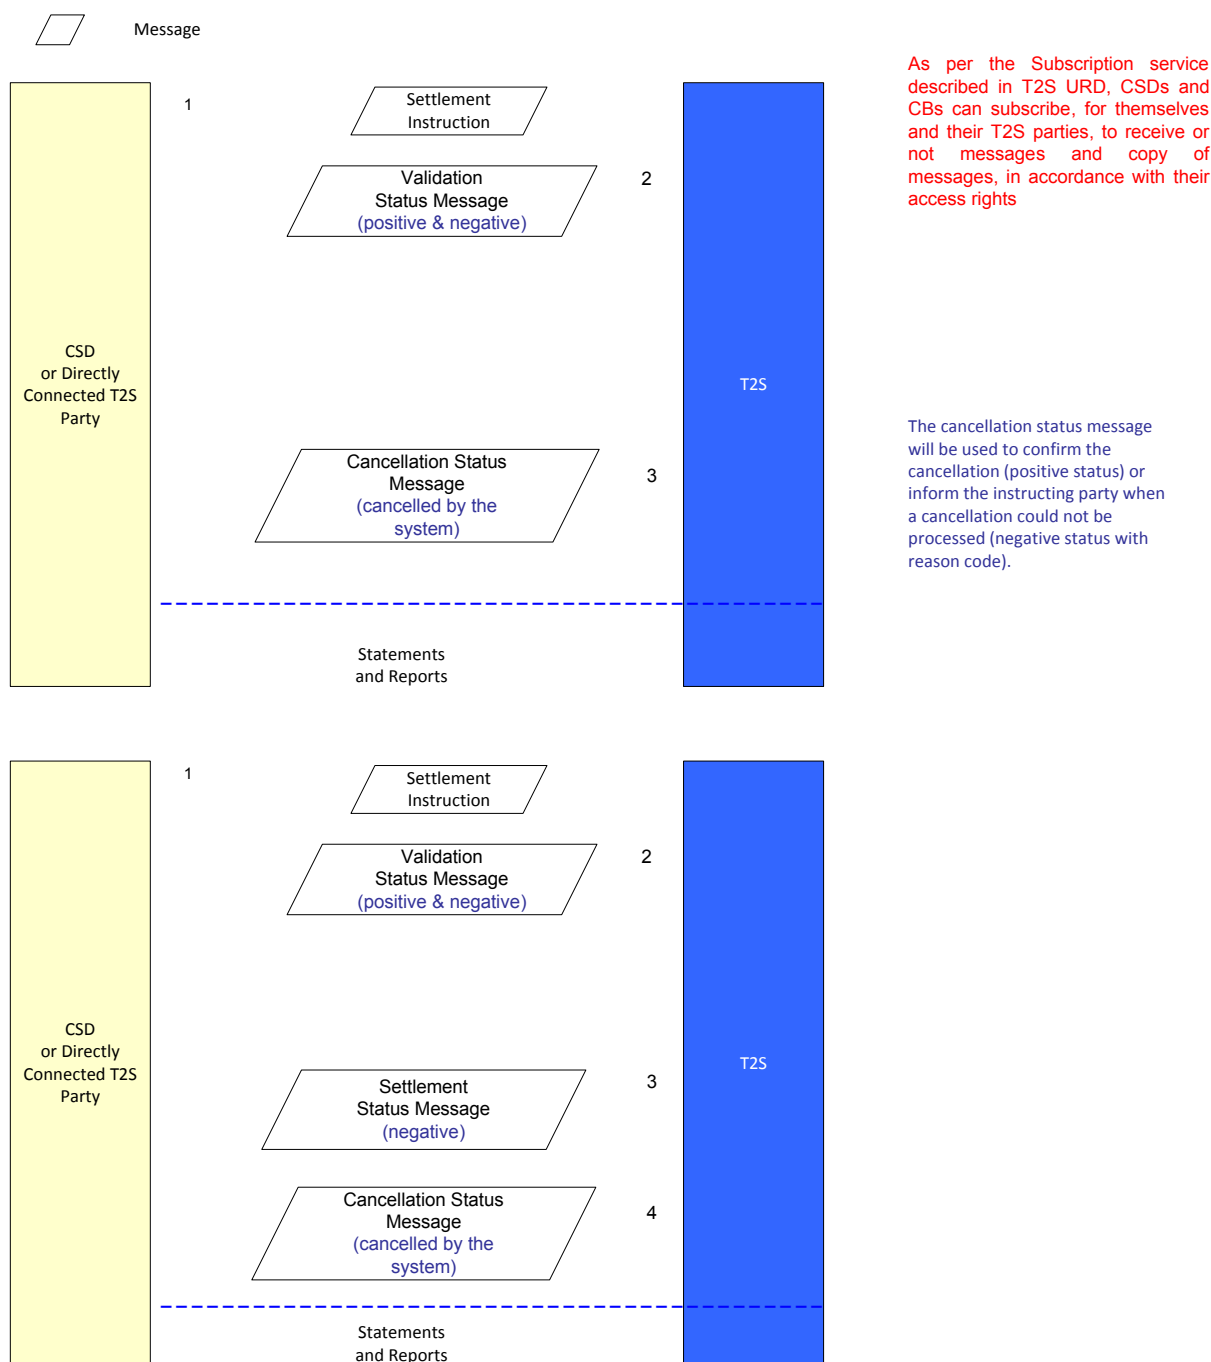 Message
As per the Subscription service
described in T2S URD, CSDs and
CBs can subscribe, for themselves
and their T2S parties, to receive or
not messages and copy of
messages, in accordance with their
access rights
1
Settlement
Instruction
Validation
Status Message
(positive & negative)
2
CSD
or Directly
Connected T2S
Party
T2S
The cancellation status message
will be used to confirm the
cancellation (positive status) or
inform the instructing party when
a cancellation could not be
processed (negative status with
reason code).
Cancellation Status
Message
(cancelled by the
system)
3
Statements
and Reports
1
Settlement
Instruction
Validation
Status Message
(positive & negative)
2
CSD
or Directly
Connected T2S
Party
T2S
Settlement
Status Message
(negative)
3
Cancellation Status
Message
(cancelled by the
system)
4
Statements
and Reports